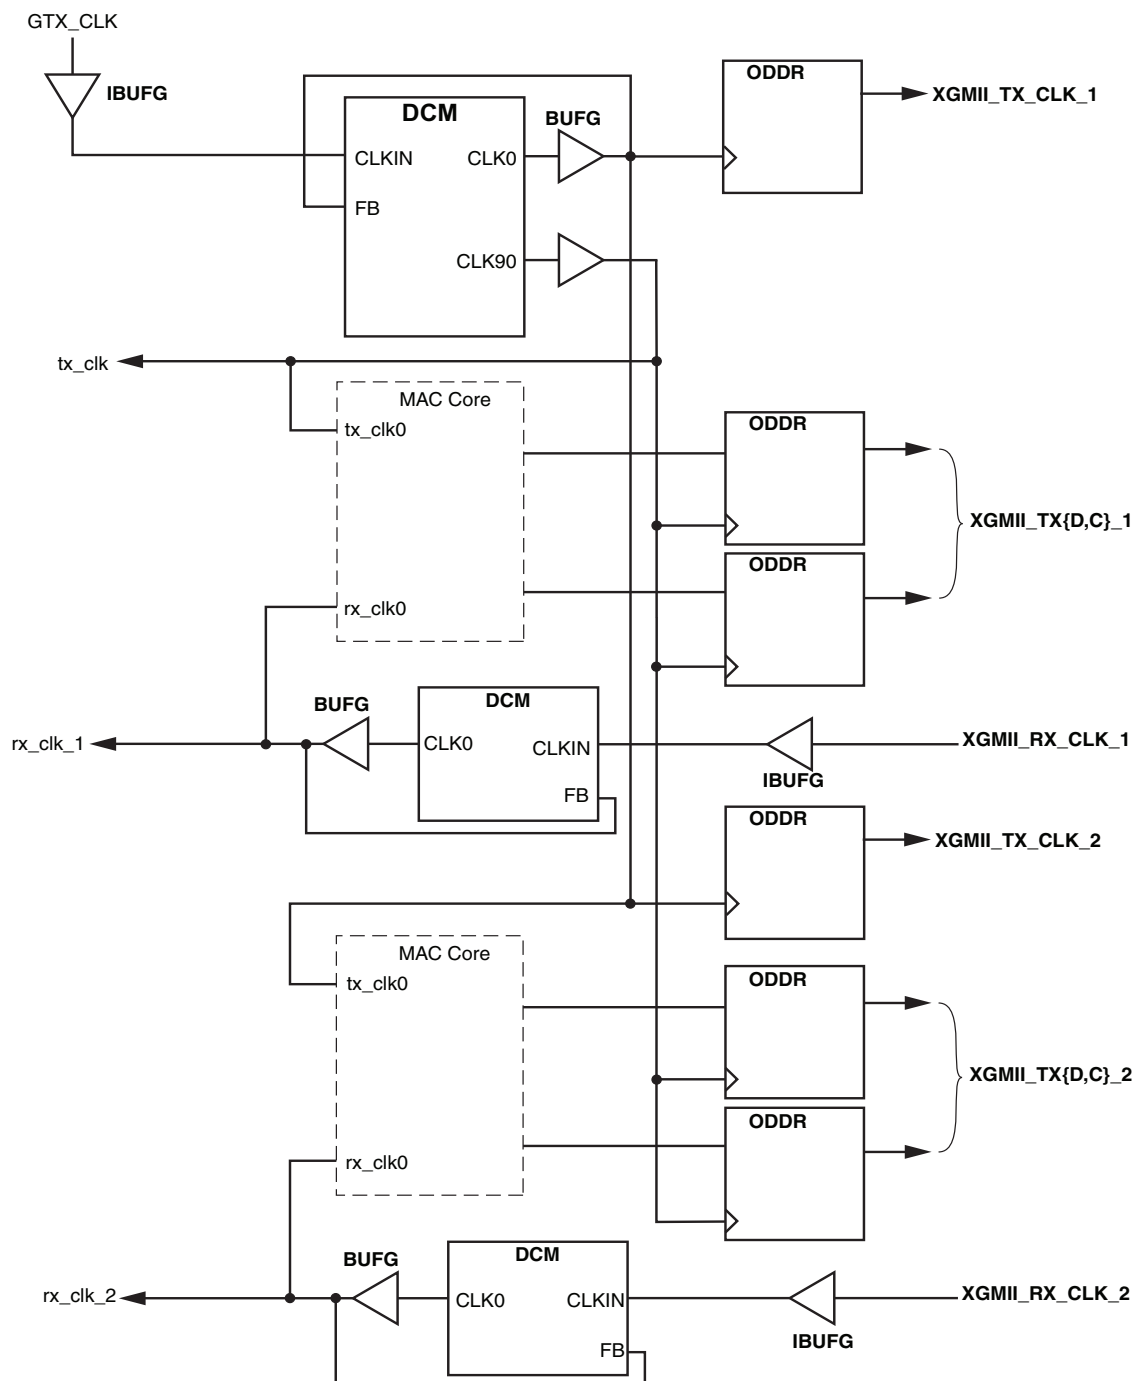 GTX_CLK
IBUFG
DCM
BUFG
ODDR
XGMII_TX_CLK_1
CLKIN
CLK0
FB
CLK90
tx_clk
MAC Core
tx_clk0
ODDR
XGMII_TX{D,C}_1
ODDR
rx_clk0
BUFG
DCM
rx_clk_1
CLK0
CLKIN
XGMII_RX_CLK_1
IBUFG
FB
ODDR
XGMII_TX_CLK_2
MAC Core
tx_clk0
ODDR
XGMII_TX{D,C}_2
ODDR
rx_clk0
BUFG
DCM
rx_clk_2
CLK0
CLKIN
XGMII_RX_CLK_2
IBUFG
FB